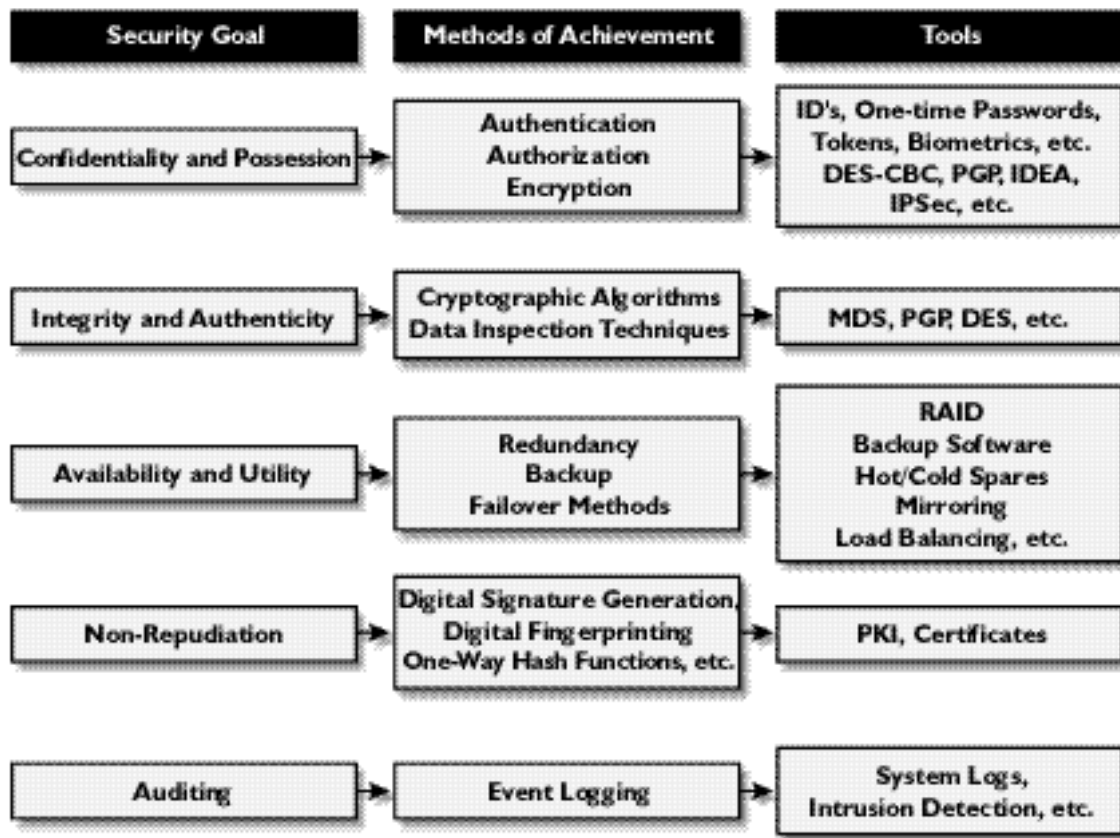 Security Goal
Methods of Achievement
Tools
Confidentiality and Possession
Authentication
Authorization
Encryption
ID's, One-time Passwords,
Tokens, Biometrics, etc.
DES-CBC, PGP, IDEA,
IPSec, etc.
Integrity and Authenticity
Cryptographic Algorithms
Data Inspection Techniques
MDS, PGP, DES, etc.
Availability and Utility
Redundancy
Backup
Failover Methods
RAID
Backup Software
Hot/Cold Spares
Mirroring
Load Balancing, etc.
Non-Repudiation
Digital Signature Generation,
Digital Fingerprinting
One-Way Hash Functions, etc.
PKI, Certificates
Auditing
Event Logging
System Logs,
Intrusion Detection, etc.